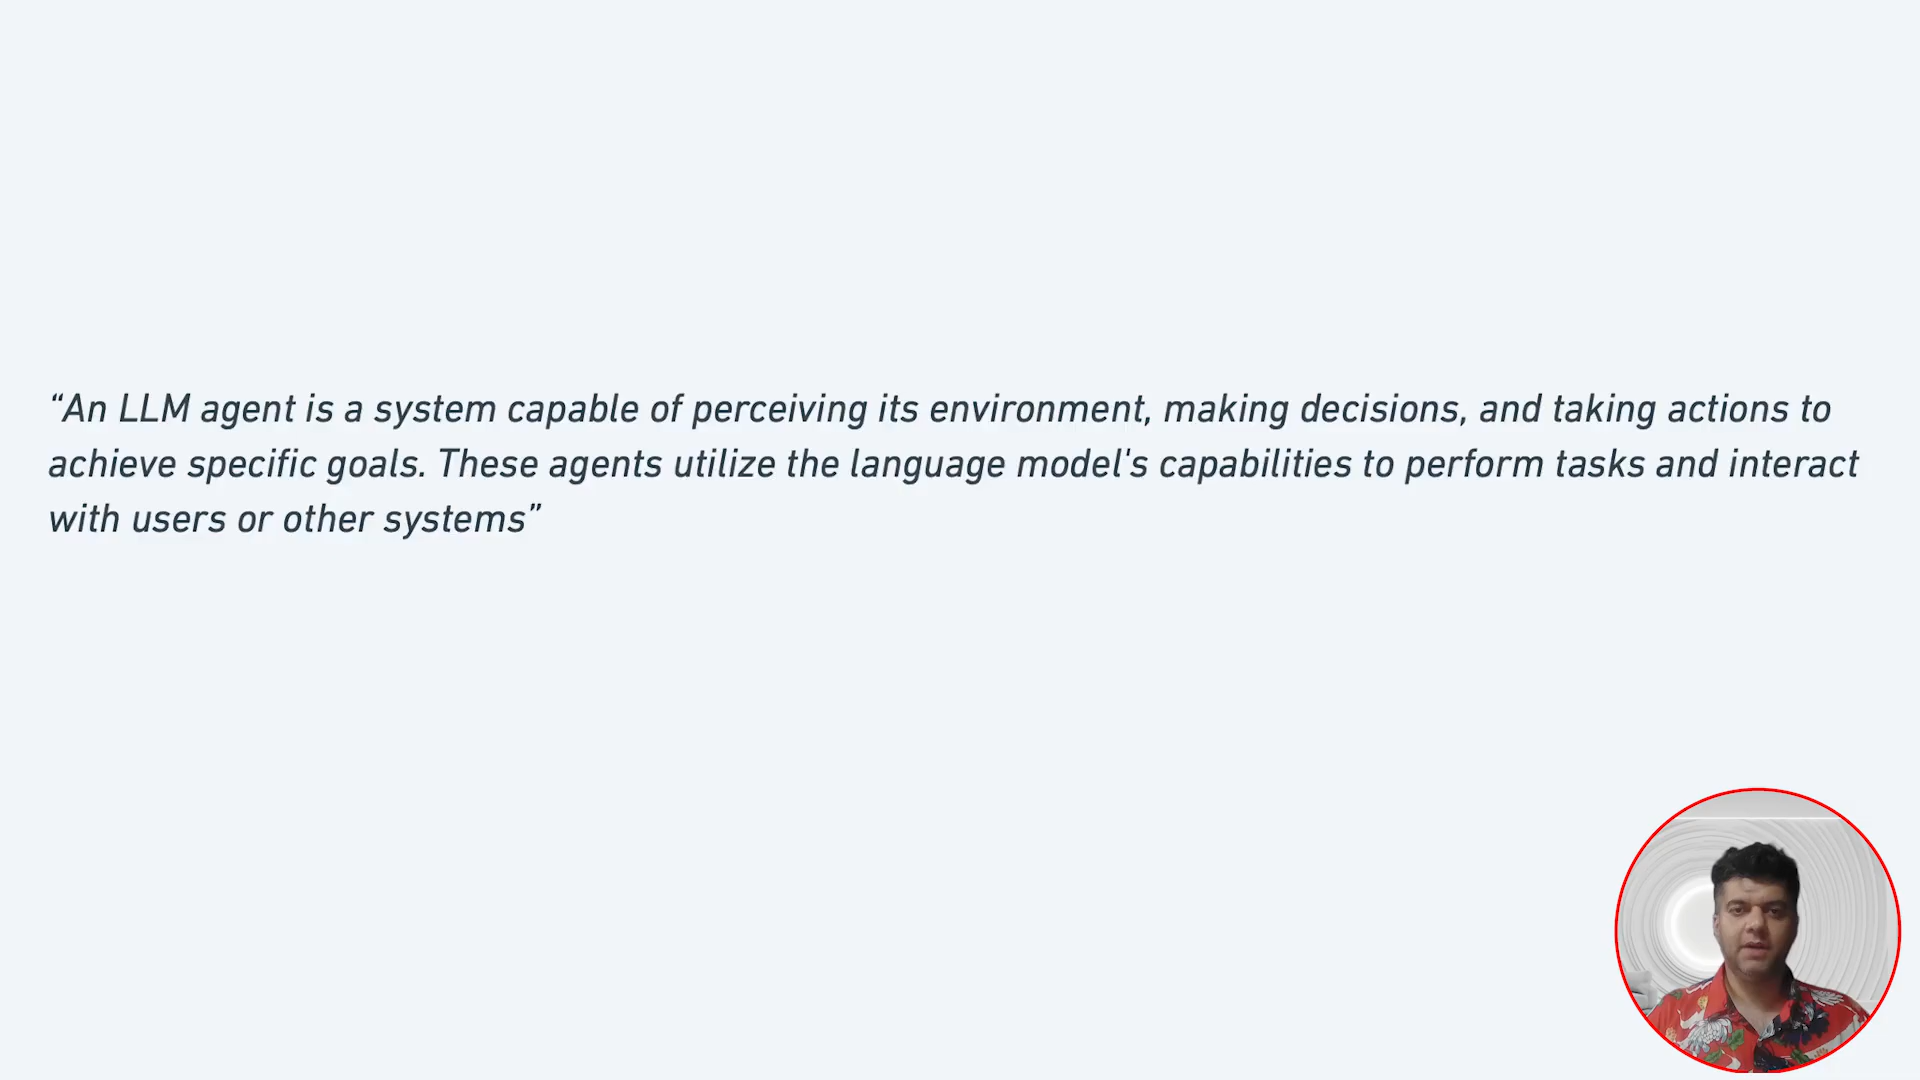 “An LLM agent is a system capable of perceiving its environment, making decisions, and taking actions to
achieve specific goals. These agents utilize the language model's capabilities to perform tasks and interact
with users or other systems”